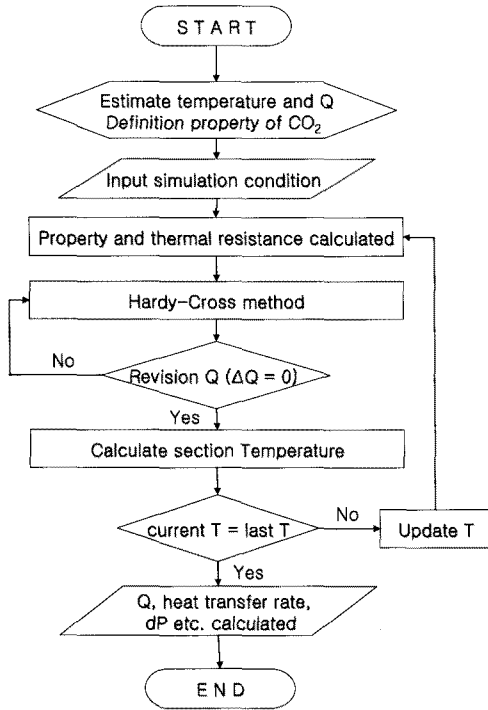 START
Estimate temperature and Q
Definition property of CO₂
Input simulation condition
Property and thermal resistance calculated
Hardy-Cross method
No
Revision Q (ΔQ = 0)
Yes
Calculate section Temperature
current T = last T
No
Update T
Yes
Q, heat transfer rate,
dP etc. calculated
END